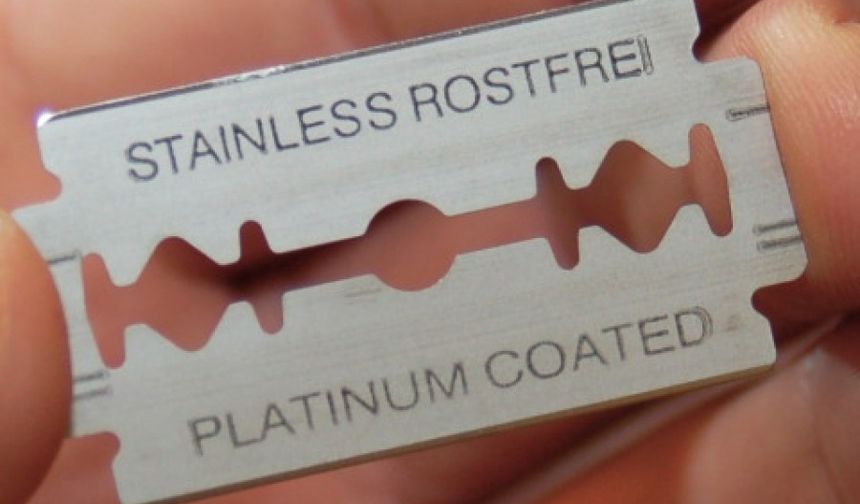 STAINLESS ROSTFREI
PLATINUM COATED